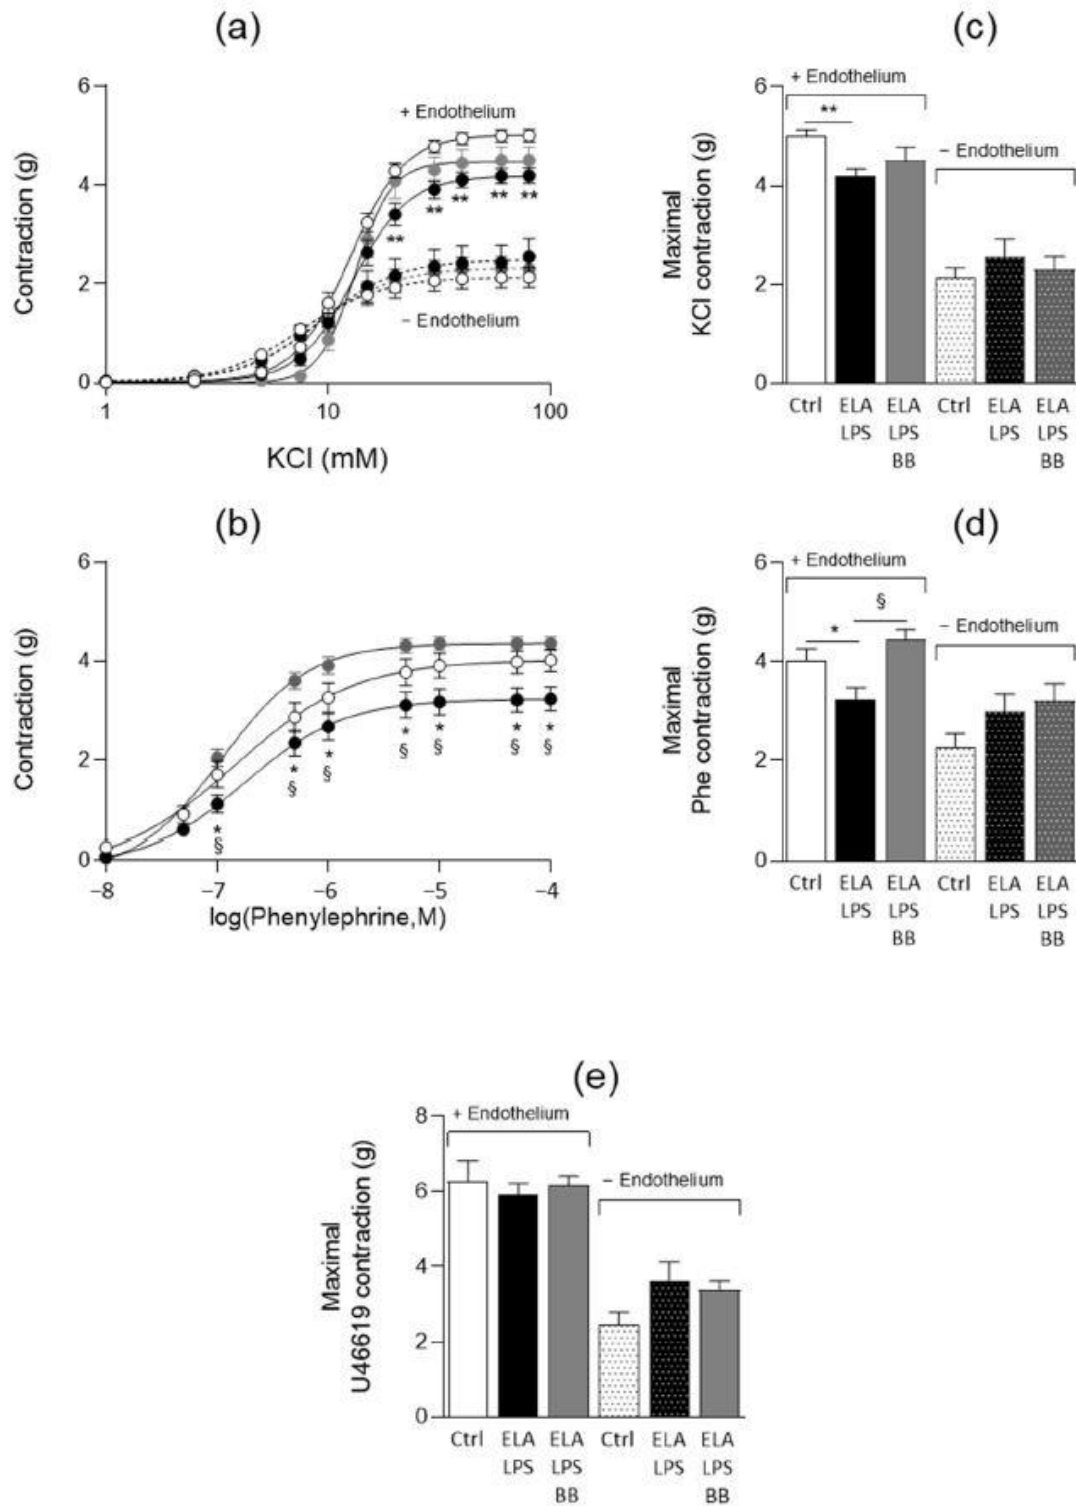 (a)
6
4
2
0
Contraction (g)
+ Endothelium
**
**
**
**
**
− Endothelium
1
10
100
KCl (mM)
(c)
6
4
2
0
Maximal
KCl contraction (g)
+ Endothelium
**
− Endothelium
Ctrl
ELA
LPS
ELA
LPS
BB
Ctrl
ELA
LPS
ELA
LPS
BB
(b)
6
4
2
0
Contraction (g)
*
§
*
§
*
§
*
§
*
§
*
§
*
§
−8
−7
−6
−5
−4
log(Phenylephrine,M)
(d)
6
4
2
0
Maximal
Phe contraction (g)
+ Endothelium
*
§
− Endothelium
Ctrl
ELA
LPS
ELA
LPS
BB
Ctrl
ELA
LPS
ELA
LPS
BB
(e)
8
6
4
2
0
Maximal
U46619 contraction (g)
+ Endothelium
− Endothelium
Ctrl
ELA
LPS
ELA
LPS
BB
Ctrl
ELA
LPS
ELA
LPS
BB